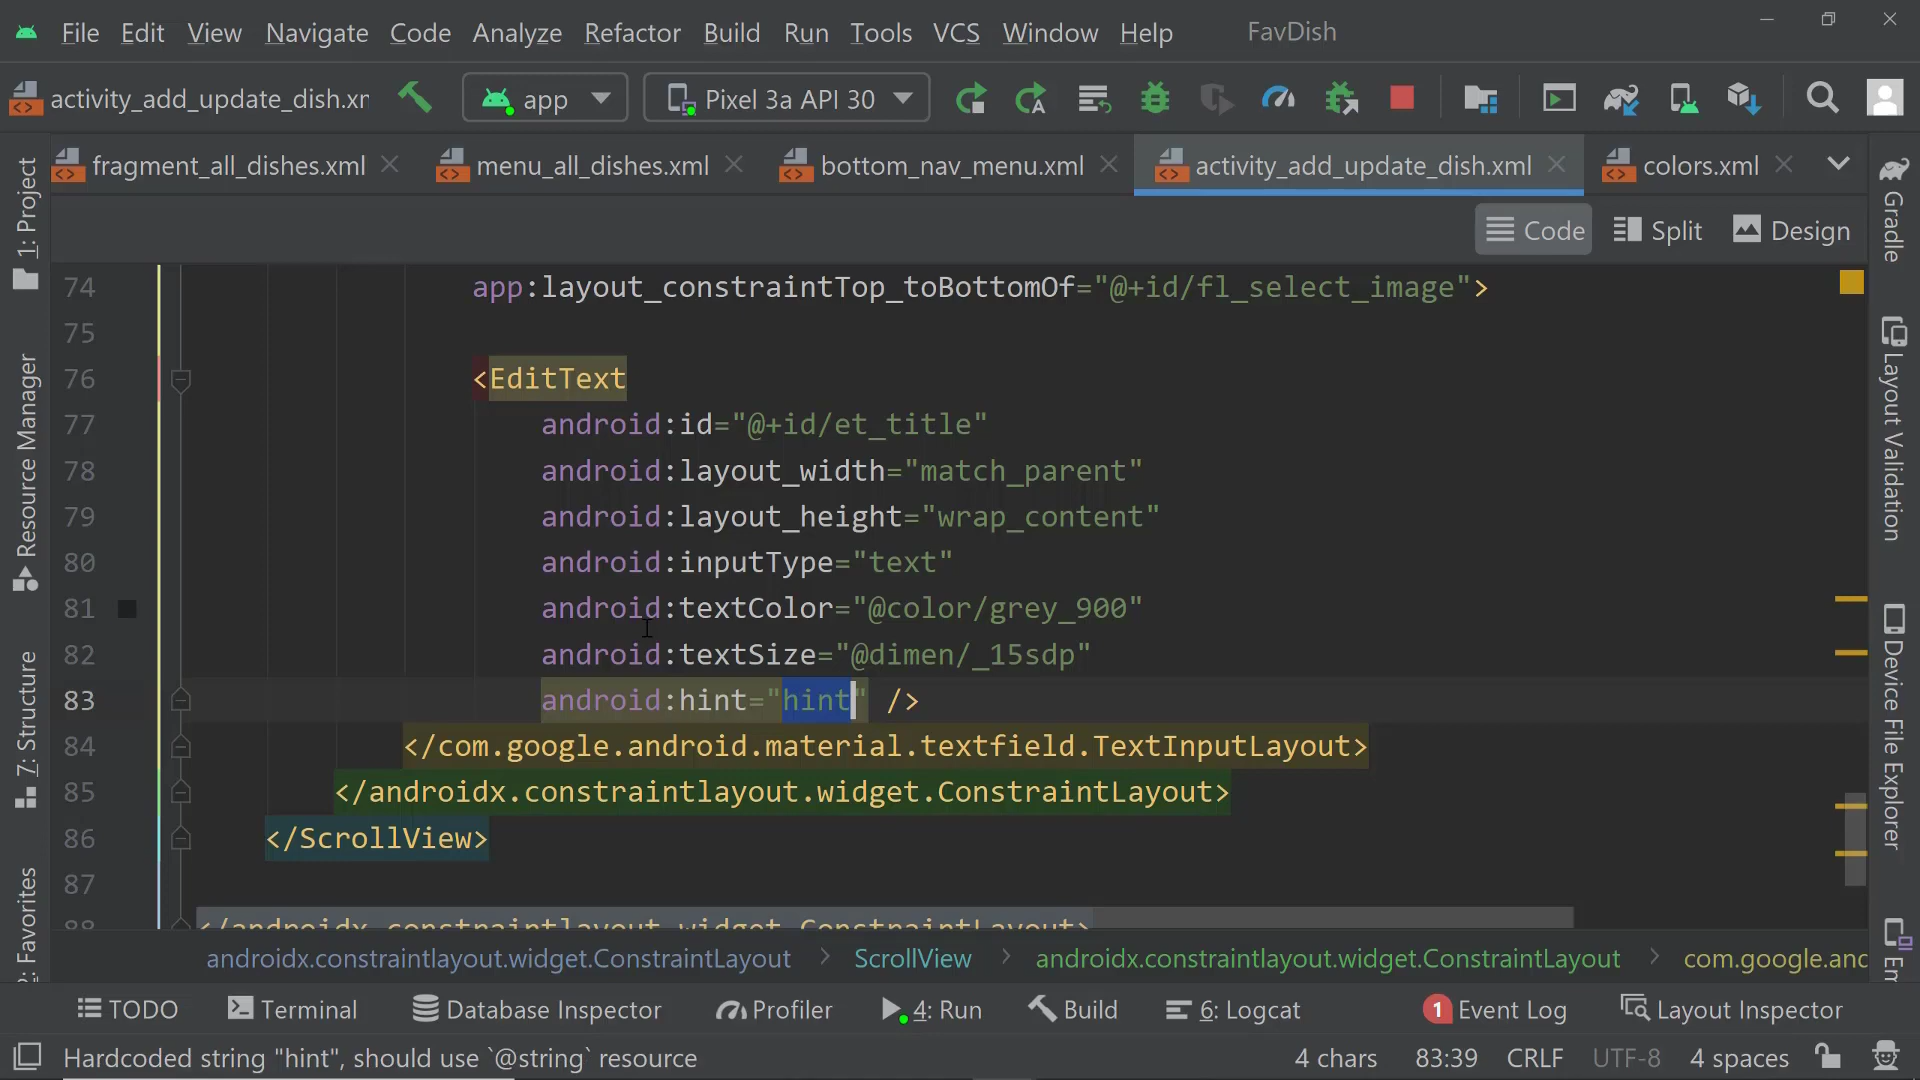 File Edit View Navigate Code Analyze Refactor Build Run Tools VCS Window Help FavDish
activity_add_update_dish.xr app Pixel 3a API 30
fragment_all_dishes.xml menu_all_dishes.xml bottom_nav_menu.xml activity_add_update_dish.xml colors.xml
Code Split Design
74 app:layout_constraintTop_toBottomOf="@+id/fl_select_image">
75
76 <EditText
77 android:id="@+id/et_title"
78 android:layout_width="match_parent"
79 android:layout_height="wrap_content"
80 android:inputType="text"
81 android:textColor="@color/grey_900"
82 android:textSize="@dimen/_15sdp"
83 android:hint="hint" />
84 </com.google.android.material.textfield.TextInputLayout>
85 </androidx.constraintlayout.widget.ConstraintLayout>
86 </ScrollView>
87
88 </androidx.constraintlayout.widget.ConstraintLayout>
androidx.constraintlayout.widget.ConstraintLayout ScrollView androidx.constraintlayout.widget.ConstraintLayout com.google.anc
TODO Terminal Database Inspector Profiler 4: Run Build 6: Logcat 1 Event Log Layout Inspector
Hardcoded string "hint", should use `@string` resource 4 chars 83:39 CRLF UTF-8 4 spaces
1: Project
Resource Manager
7: Structure
2: Favorites
Gradle
Layout Validation
Device File Explorer